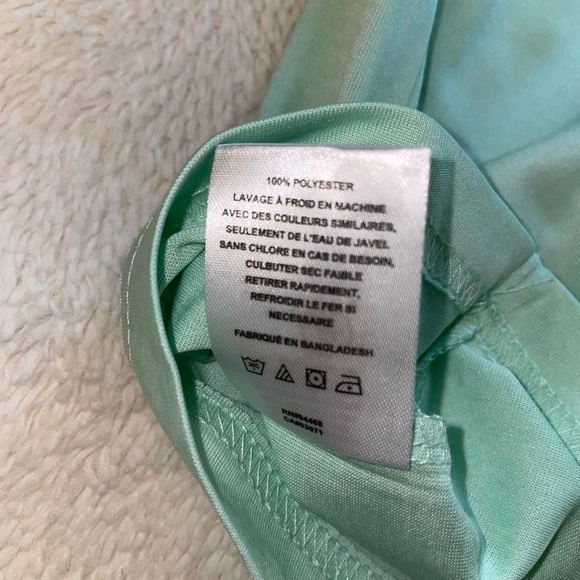 100% POLYESTER
LAVAGE À FROID EN MACHINE
AVEC DES COULEURS SIMILAIRES,
SEULEMENT DE L'EAU DE JAVEL
SANS CHLORE EN CAS DE BESOIN,
CULBUTER SEC FAIBLE
RETIRER RAPIDEMENT,
REFROIDIR LE FER SI
NECESSAIRE
FABRIQUÉ EN BANGLADESH